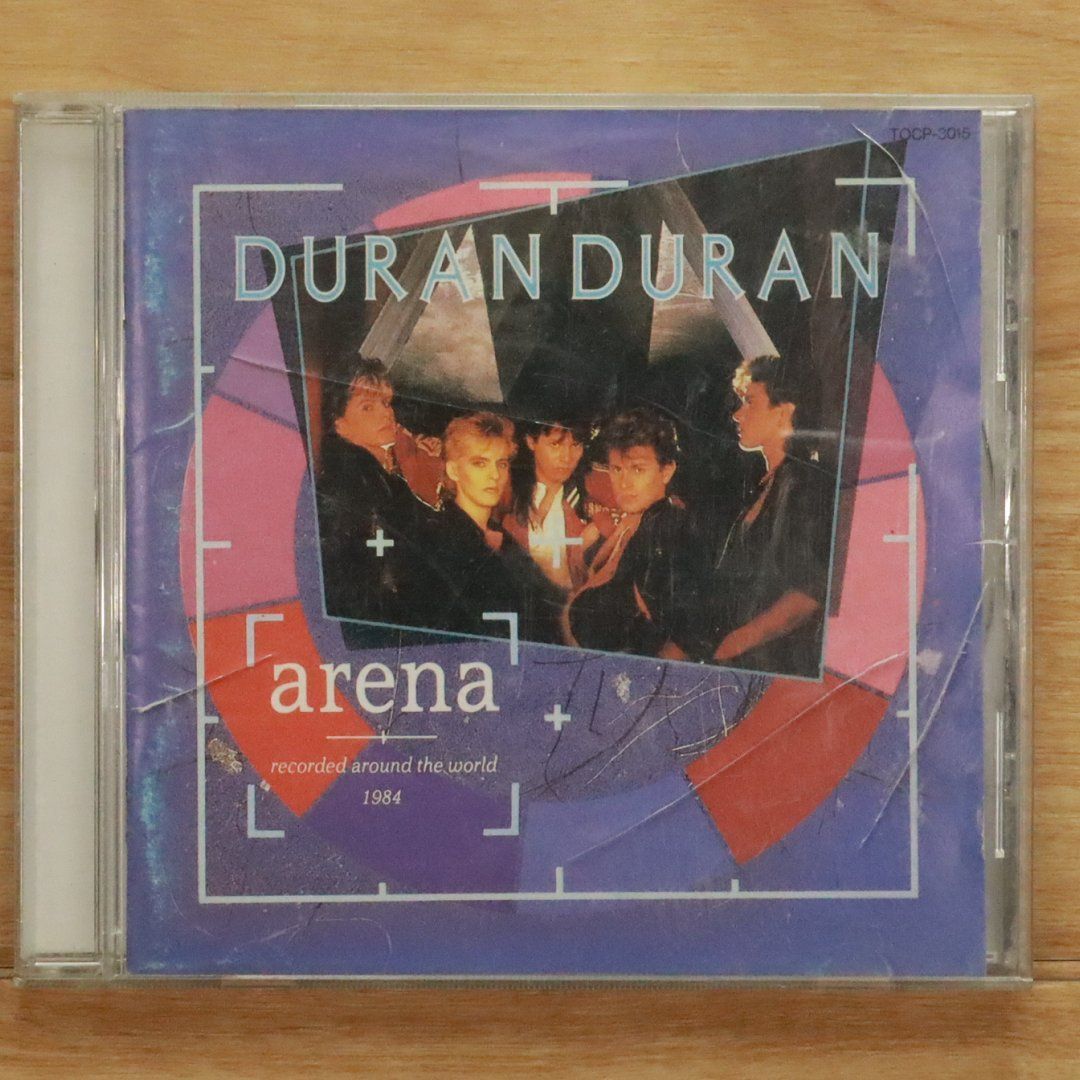 TOCP-3015
DURAN DURAN
arena
recorded around the world
1984